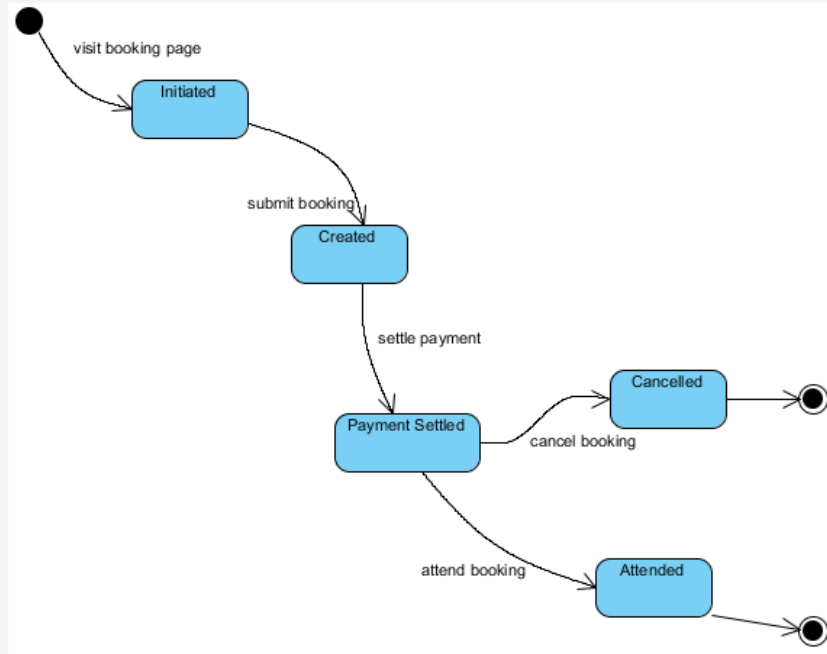 visit booking page
Initiated
submit booking
Created
settle payment
Cancelled
Payment Settled
cancel booking
attend booking
Attended